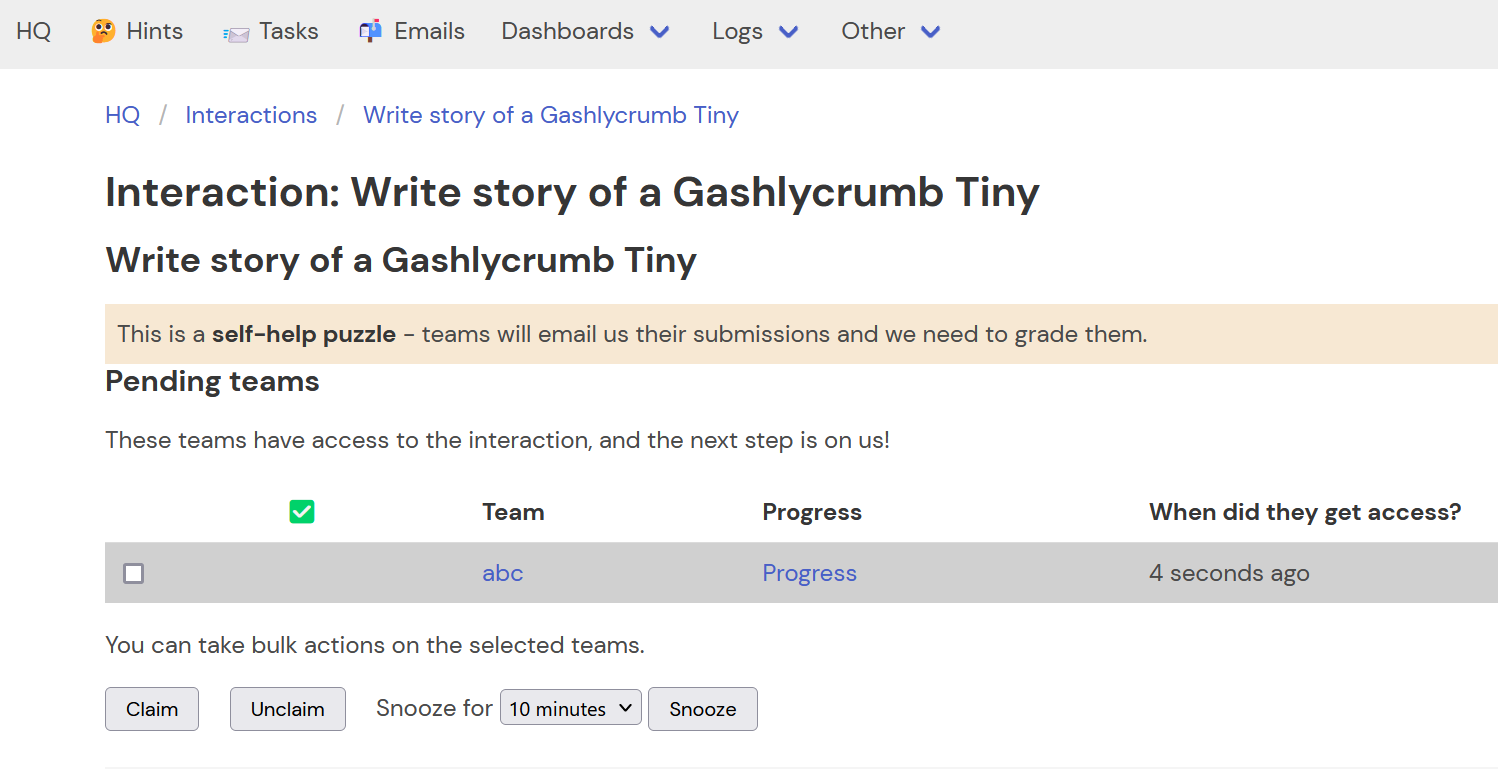 HQ Hints Tasks Emails Dashboards Logs Other
HQ / Interactions / Write story of a Gashlycrumb Tiny
Interaction: Write story of a Gashlycrumb Tiny
Write story of a Gashlycrumb Tiny
This is a self-help puzzle - teams will email us their submissions and we need to grade them.
Pending teams
These teams have access to the interaction, and the next step is on us!
Team Progress When did they get access?
abc Progress 4 seconds ago
You can take bulk actions on the selected teams.
Claim Unclaim Snooze for 10 minutes Snooze